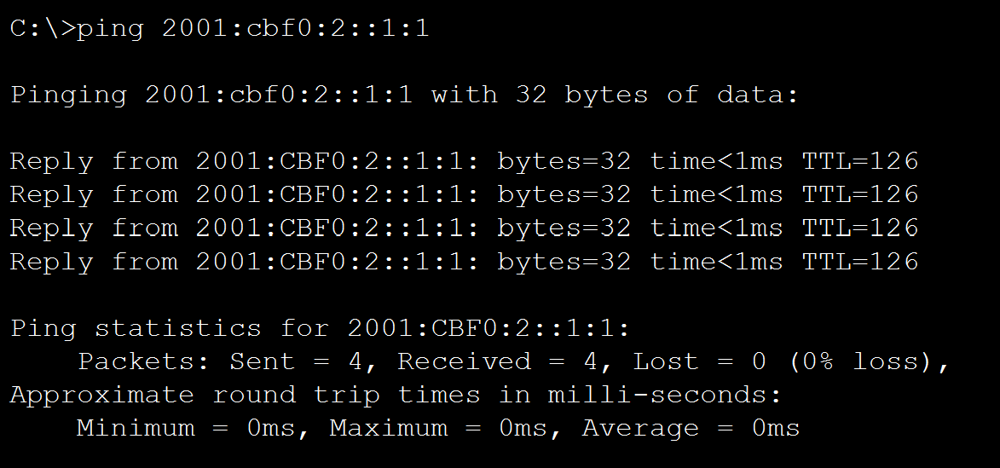 C:\>ping 2001:cbf0:2::1:1
Pinging 2001:cbf0:2::1:1 with 32 bytes of data:
Reply from 2001:CBF0:2::1:1: bytes=32 time<1ms TTL=126
Reply from 2001:CBF0:2::1:1: bytes=32 time<1ms TTL=126
Reply from 2001:CBF0:2::1:1: bytes=32 time<1ms TTL=126
Reply from 2001:CBF0:2::1:1: bytes=32 time<1ms TTL=126
Ping statistics for 2001:CBF0:2::1:1:
Packets: Sent = 4, Received = 4, Lost = 0 (0% loss),
Approximate round trip times in milli-seconds:
Minimum = 0ms, Maximum = 0ms, Average = 0ms